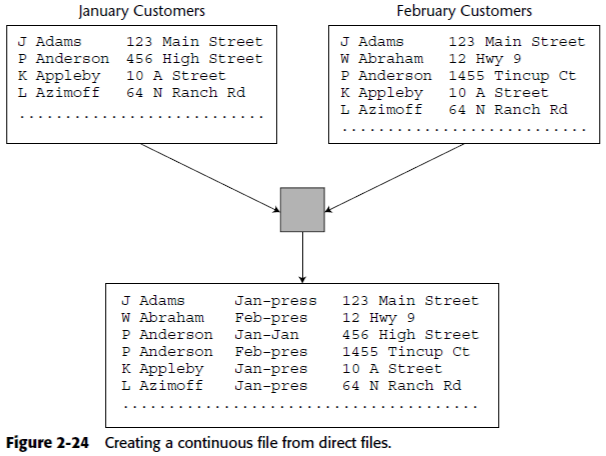 January Customers
J Adams 123 Main Street
P Anderson 456 High Street
K Appleby 10 A Street
L Azimoff 64 N Ranch Rd
...........................
February Customers
J Adams 123 Main Street
W Abraham 12 Hwy 9
P Anderson 1455 Tincup Ct
K Appleby 10 A Street
L Azimoff 64 N Ranch Rd
...........................
J Adams Jan-press 123 Main Street
W Abraham Feb-pres 12 Hwy 9
P Anderson Jan-Jan 456 High Street
P Anderson Feb-pres 1455 Tincup Ct
K Appleby Jan-pres 10 A Street
L Azimoff Jan-pres 64 N Ranch Rd
.......................................
Figure 2-24 Creating a continuous file from direct files.